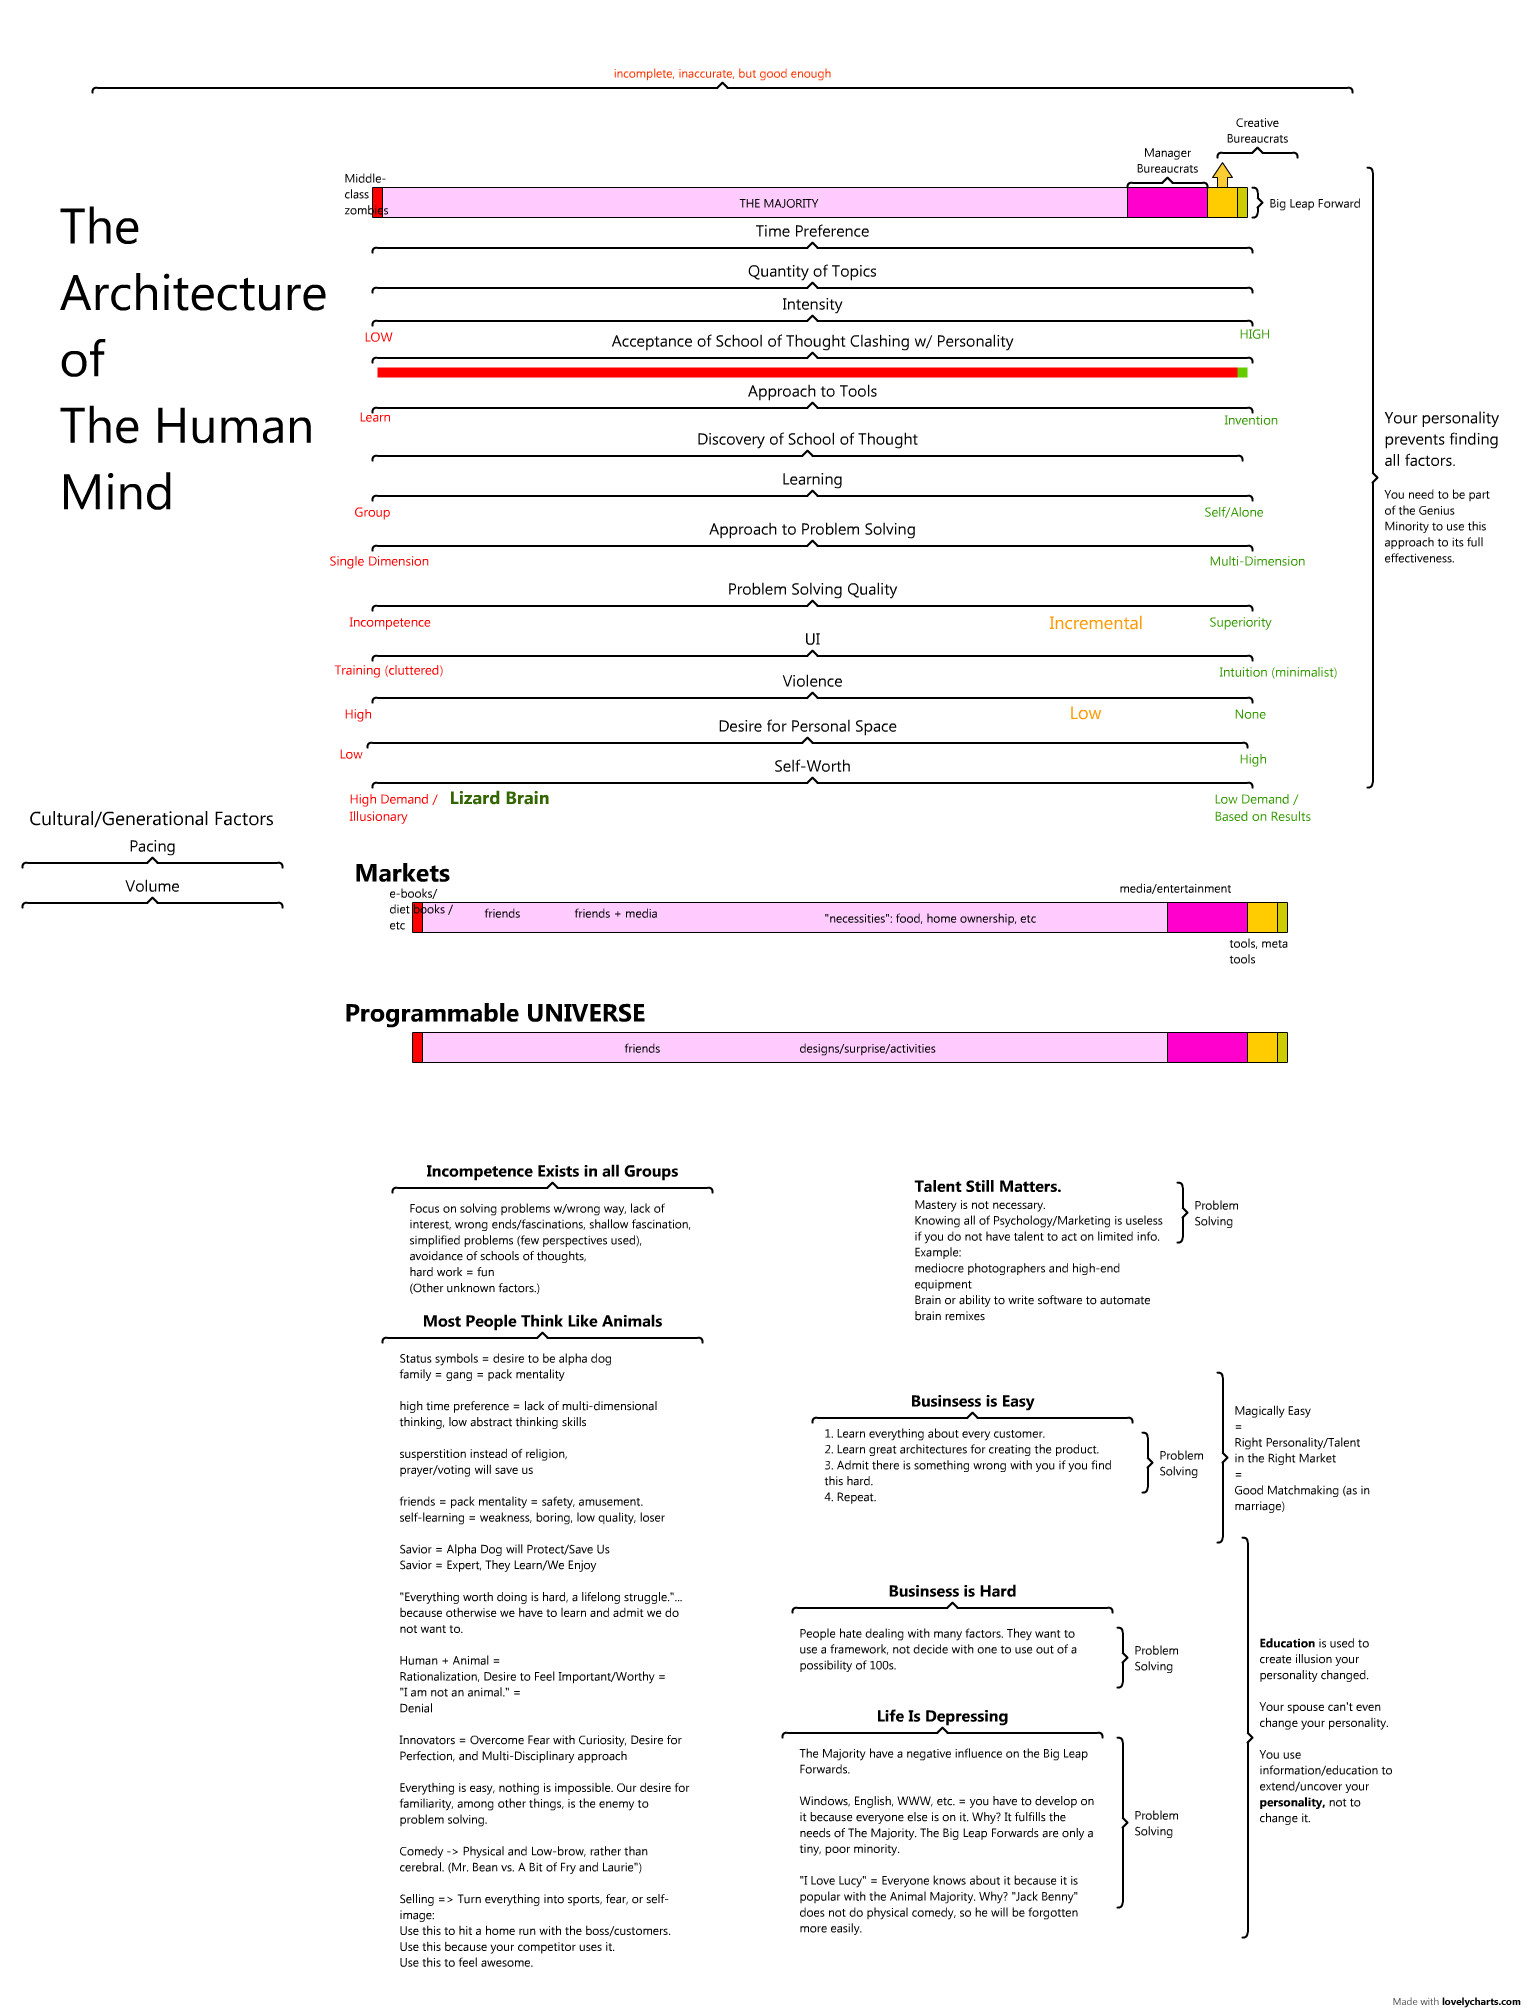 incomplete, inaccurate, but good enough
The
Architecture
of
The Human
Mind
Creative
Bureaucrats
Manager
Bureaucrats
Middle-
class
zombies
THE MAJORITY
Big Leap Forward
Time Preference
Quantity of Topics
Intensity
LOW
HIGH
Acceptance of School of Thought Clashing w/ Personality
Approach to Tools
Learn
Invention
Discovery of School of Thought
Learning
Group
Self/Alone
Approach to Problem Solving
Single Dimension
Multi-Dimension
Problem Solving Quality
Incompetence
Incremental
Superiority
UI
Training (cluttered)
Intuition (minimalist)
Violence
High
Low
None
Desire for Personal Space
Low
High
Self-Worth
High Demand /
Illusionary
Lizard Brain
Low Demand /
Based on Results
Your personality
prevents finding
all factors.
You need to be part
of the Genius
Minority to use this
approach to its full
effectiveness.
Cultural/Generational Factors
Pacing
Volume
Markets
e-books/
diet books /
etc
friends
friends + media
"necessities": food, home ownership, etc
media/entertainment
tools, meta
tools
Programmable UNIVERSE
friends
designs/surprise/activities
Incompetence Exists in all Groups
Focus on solving problems w/wrong way, lack of
interest, wrong ends/fascinations, shallow fascination,
simplified problems (few perspectives used),
avoidance of schools of thoughts,
hard work = fun
(Other unknown factors.)
Most People Think Like Animals
Status symbols = desire to be alpha dog
family = gang = pack mentality
high time preference = lack of multi-dimensional
thinking, low abstract thinking skills
susperstition instead of religion,
prayer/voting will save us
friends = pack mentality = safety, amusement.
self-learning = weakness, boring, low quality, loser
Savior = Alpha Dog will Protect/Save Us
Savior = Expert, They Learn/We Enjoy
"Everything worth doing is hard, a lifelong struggle."...
because otherwise we have to learn and admit we do
not want to.
Human + Animal =
Rationalization, Desire to Feel Important/Worthy =
"I am not an animal." =
Denial
Innovators = Overcome Fear with Curiosity, Desire for
Perfection, and Multi-Disciplinary approach
Everything is easy, nothing is impossible. Our desire for
familiarity, among other things, is the enemy to
problem solving.
Comedy -> Physical and Low-brow, rather than
cerebral. (Mr. Bean vs. A Bit of Fry and Laurie")
Selling => Turn everything into sports, fear, or self-
image:
Use this to hit a home run with the boss/customers.
Use this because your competitor uses it.
Use this to feel awesome.
Talent Still Matters.
Mastery is not necessary.
Knowing all of Psychology/Marketing is useless
if you do not have talent to act on limited info.
Example:
mediocre photographers and high-end
equipment
Brain or ability to write software to automate
brain remixes
Problem
Solving
Businsess is Easy
1. Learn everything about every customer.
2. Learn great architectures for creating the product.
3. Admit there is something wrong with you if you find
this hard.
4. Repeat.
Problem
Solving
Magically Easy
=
Right Personality/Talent
in the Right Market
=
Good Matchmaking (as in
marriage)
Businsess is Hard
People hate dealing with many factors. They want to
use a framework, not decide with one to use out of a
possibility of 100s.
Problem
Solving
Life Is Depressing
The Majority have a negative influence on the Big Leap
Forwards.
Windows, English, WWW, etc. = you have to develop on
it because everyone else is on it. Why? It fulfills the
needs of The Majority. The Big Leap Forwards are only a
tiny, poor minority.
"I Love Lucy" = Everyone knows about it because it is
popular with the Animal Majority. Why? "Jack Benny"
does not do physical comedy, so he will be forgotten
more easily.
Problem
Solving
Education is used to
create illusion your
personality changed.
Your spouse can't even
change your personality.
You use
information/education to
extend/uncover your
personality, not to
change it.
Made with lovelycharts.com